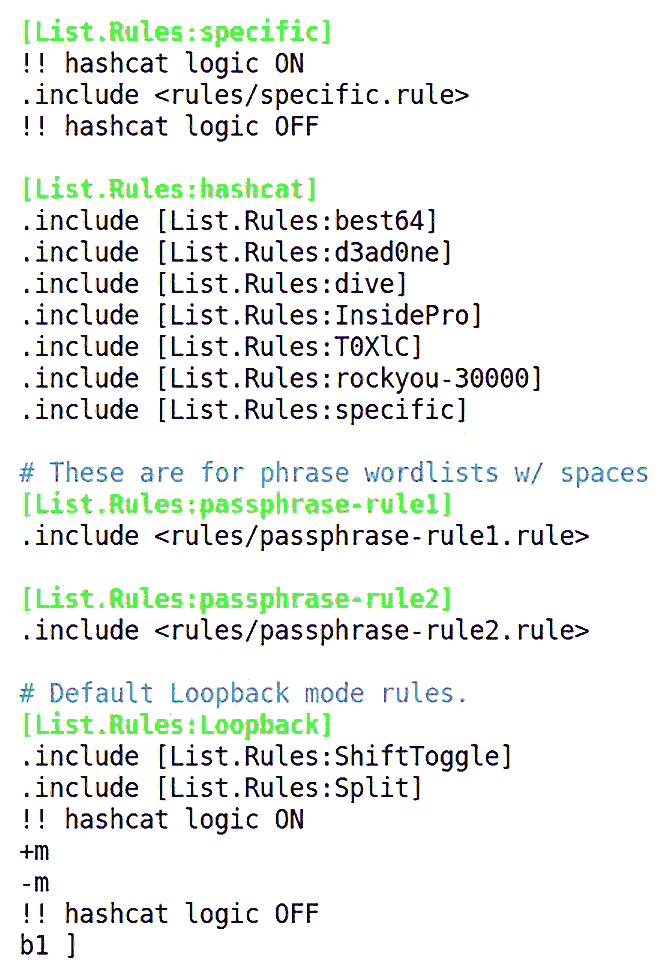 [List.Rules:specific]
!! hashcat logic ON
.include <rules/specific.rule>
!! hashcat logic OFF
[List.Rules:hashcat]
.include [List.Rules:best64]
.include [List.Rules:d3ad0ne]
.include [List.Rules:dive]
.include [List.Rules:InsidePro]
.include [List.Rules:T0XlC]
.include [List.Rules:rockyou-30000]
.include [List.Rules:specific]
# These are for phrase wordlists w/ spaces
[List.Rules:passphrase-rule1]
.include <rules/passphrase-rule1.rule>
[List.Rules:passphrase-rule2]
.include <rules/passphrase-rule2.rule>
# Default Loopback mode rules.
[List.Rules:Loopback]
.include [List.Rules:ShiftToggle]
.include [List.Rules:Split]
!! hashcat logic ON
+m
-m
!! hashcat logic OFF
b1 ]